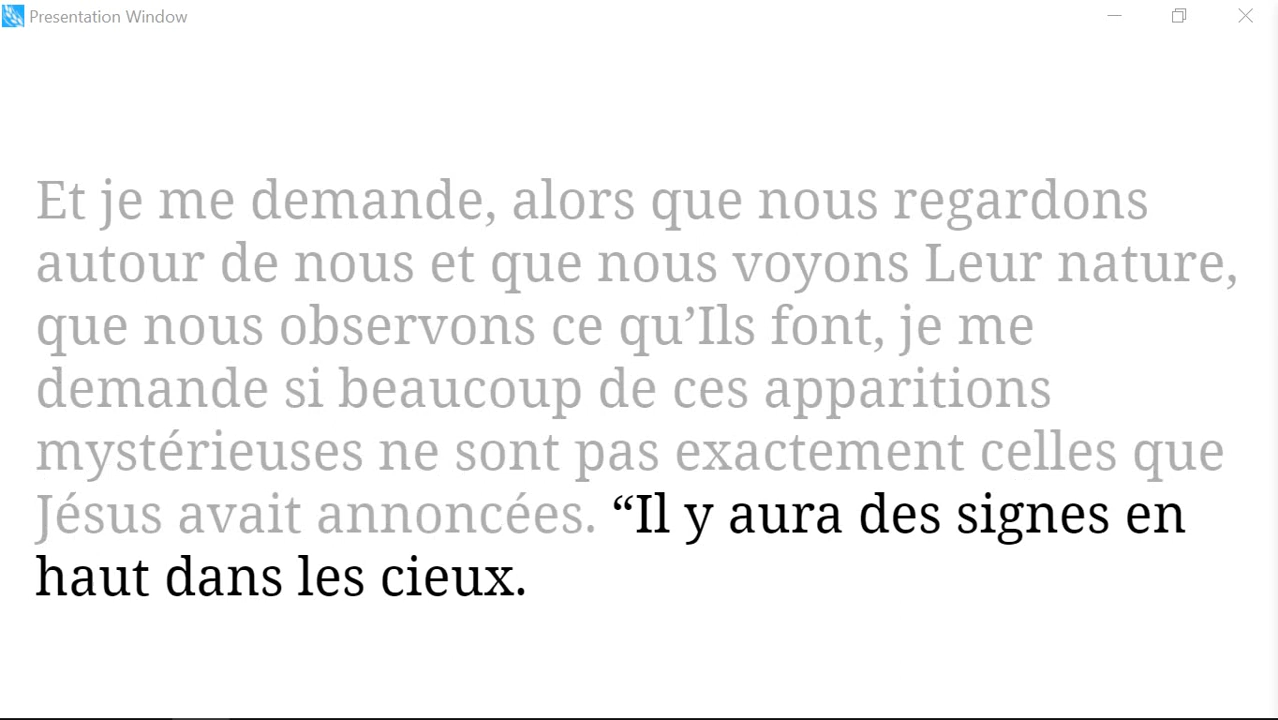 Presentation Window
Et je me demande, alors que nous regardons
autour de nous et que nous voyons Leur nature,
que nous observons ce qu’Ils font, je me
demande si beaucoup de ces apparitions
mystérieuses ne sont pas exactement celles que
Jésus avait annoncées. “Il y aura des signes en
haut dans les cieux.